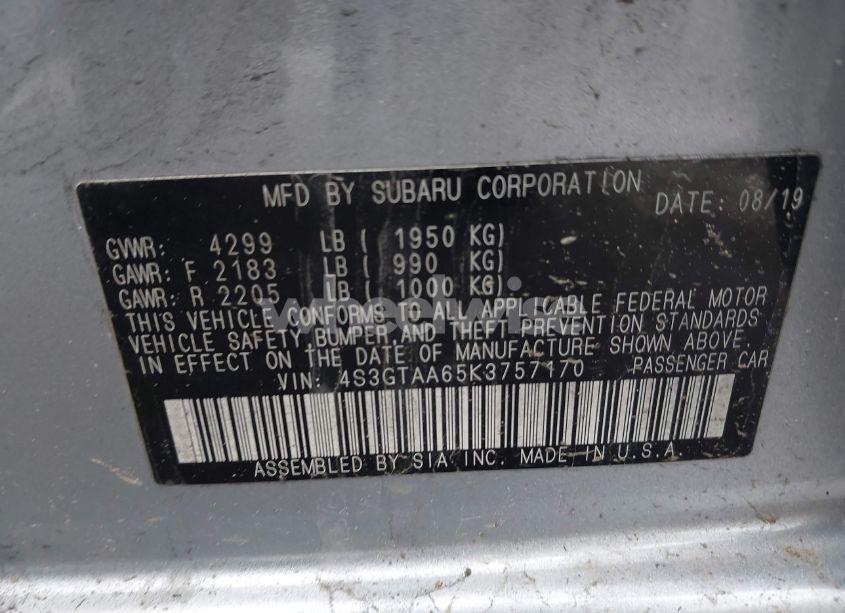 MFD BY SUBARU CORPORATION DATE: 08/19
GVWR: 4299 LB ( 1950 KG)
GAWR: F 2183 LB ( 990 KG)
GAWR: R 2205 LB ( 1000 KG)
THIS VEHICLE CONFORMS TO ALL APPLICABLE FEDERAL MOTOR
VEHICLE SAFETY,BUMPER,AND THEFT PREVENTION STANDARDS
IN EFFECT ON THE DATE OF MANUFACTURE SHOWN ABOVE.
VIN: 4S3GTAA65K3757170 PASSENGER CAR
ASSEMBLED BY SIA,INC. MADE IN U.S.A.
wheelwise